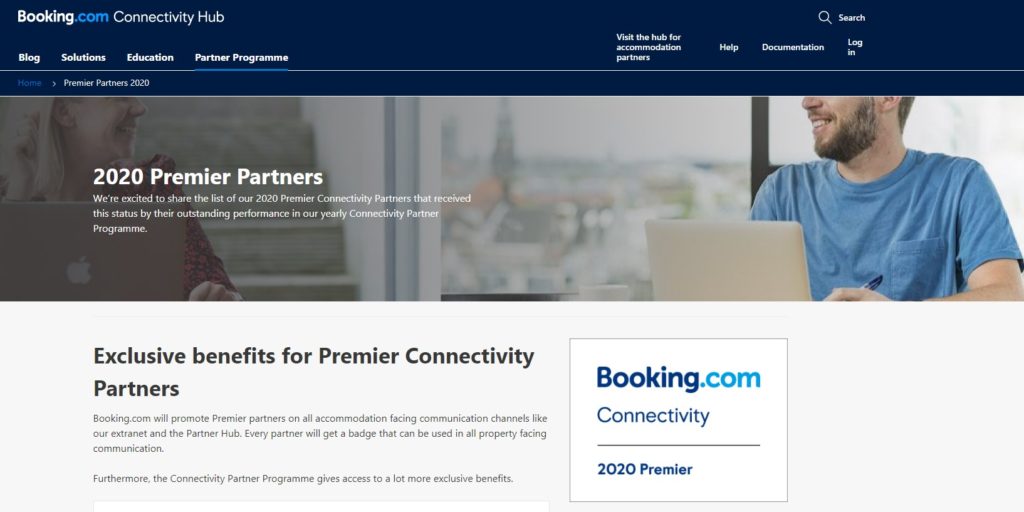 Booking.com Connectivity Hub
Search
Blog
Solutions
Education
Partner Programme
Visit the hub for
accommodation
partners
Help
Documentation
Log
in
Home > Premier Partners 2020
2020 Premier Partners
We're excited to share the list of our 2020 Premier Connectivity Partners that received
this status by their outstanding performance in our yearly Connectivity Partner
Programme.
Exclusive benefits for Premier Connectivity
Partners
Booking.com will promote Premier partners on all accommodation facing communication channels like
our extranet and the Partner Hub. Every partner will get a badge that can be used in all property facing
communication.
Furthermore, the Connectivity Partner Programme gives access to a lot more exclusive benefits.
Booking.com
Connectivity
2020 Premier